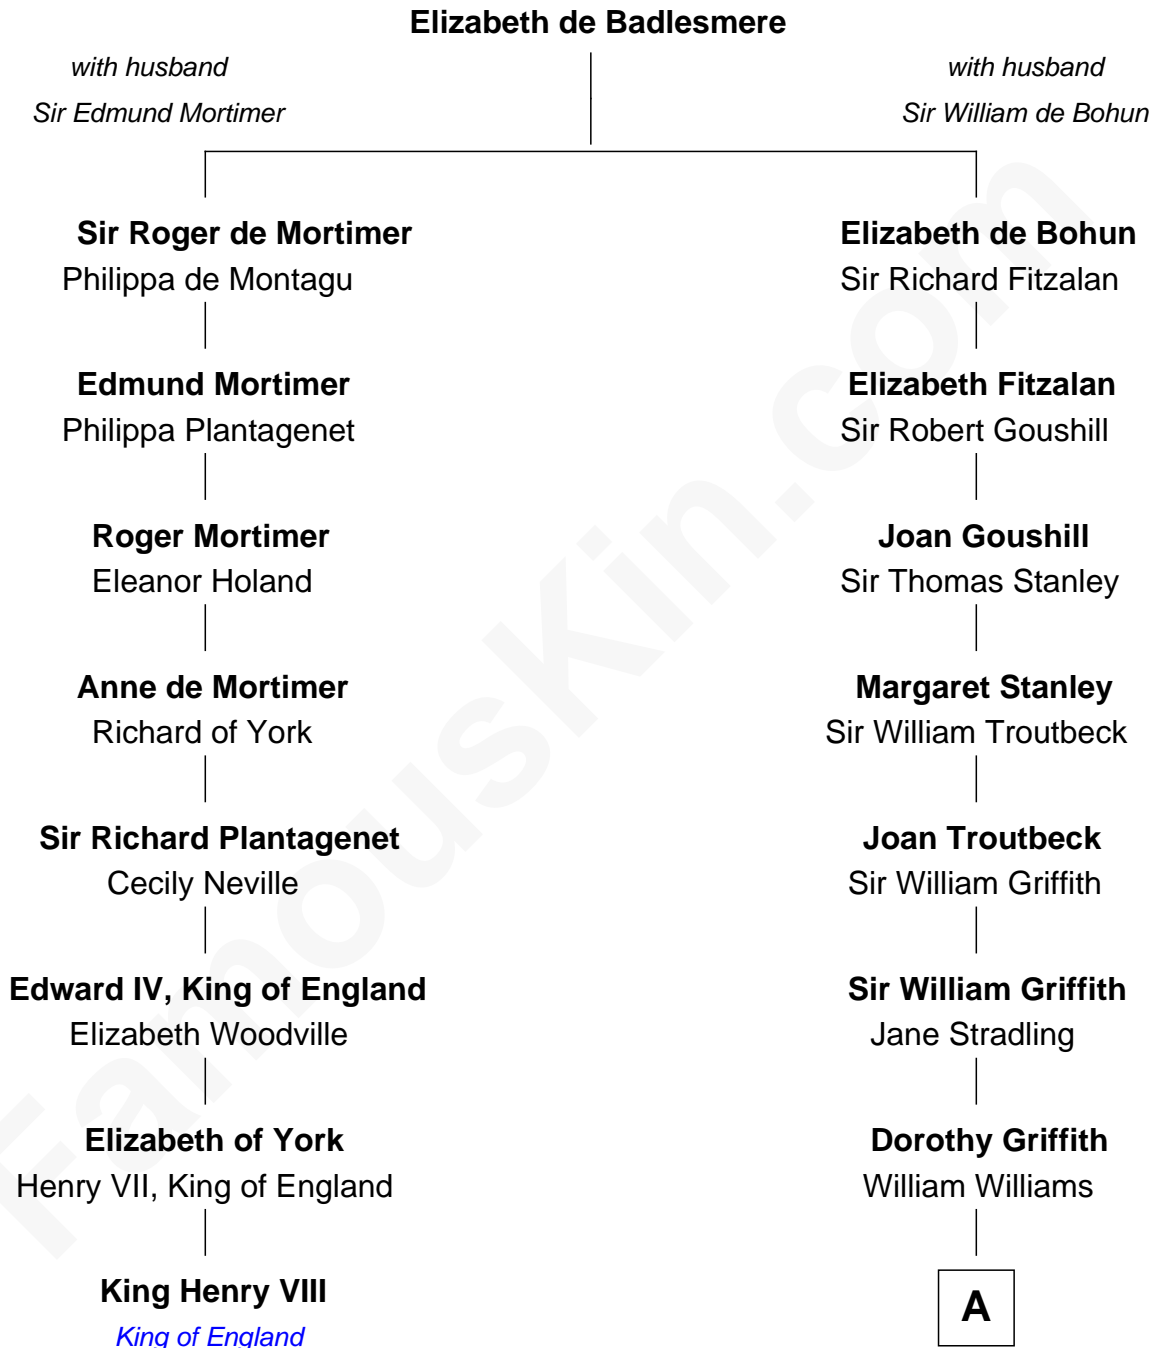 Elizabeth de Badlesmere
with husband
Sir Edmund Mortimer
with husband
Sir William de Bohun
Sir Roger de Mortimer
Philippa de Montagu
Elizabeth de Bohun
Sir Richard Fitzalan
Edmund Mortimer
Philippa Plantagenet
Elizabeth Fitzalan
Sir Robert Goushill
Roger Mortimer
Eleanor Holand
Joan Goushill
Sir Thomas Stanley
Anne de Mortimer
Richard of York
Margaret Stanley
Sir William Troutbeck
Sir Richard Plantagenet
Cecily Neville
Joan Troutbeck
Sir William Griffith
Edward IV, King of England
Elizabeth Woodville
Sir William Griffith
Jane Stradling
Elizabeth of York
Henry VII, King of England
Dorothy Griffith
William Williams
King Henry VIII
King of England
A
FamousKin.com